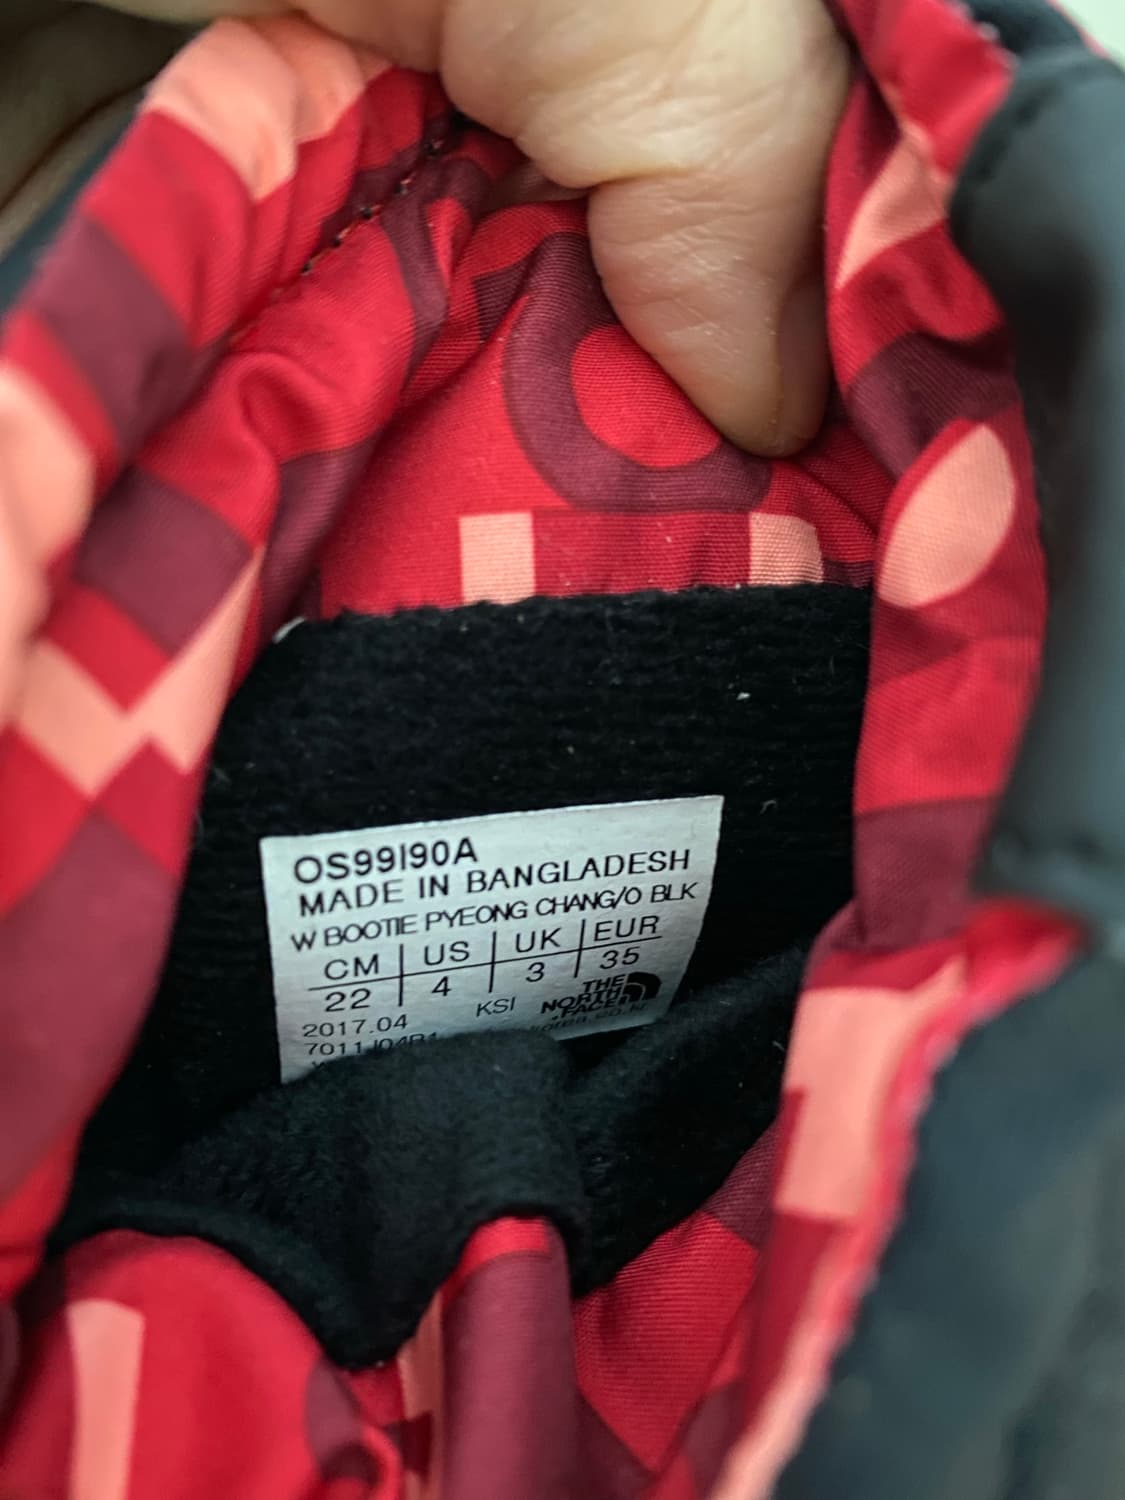 OS99I90A
MADE IN BANGLADESH
W BOOTIE PYEONG CHANG/O BLK
CM US UK EUR
22 4 3 35
2017.04 KSI THE NORTH FACE